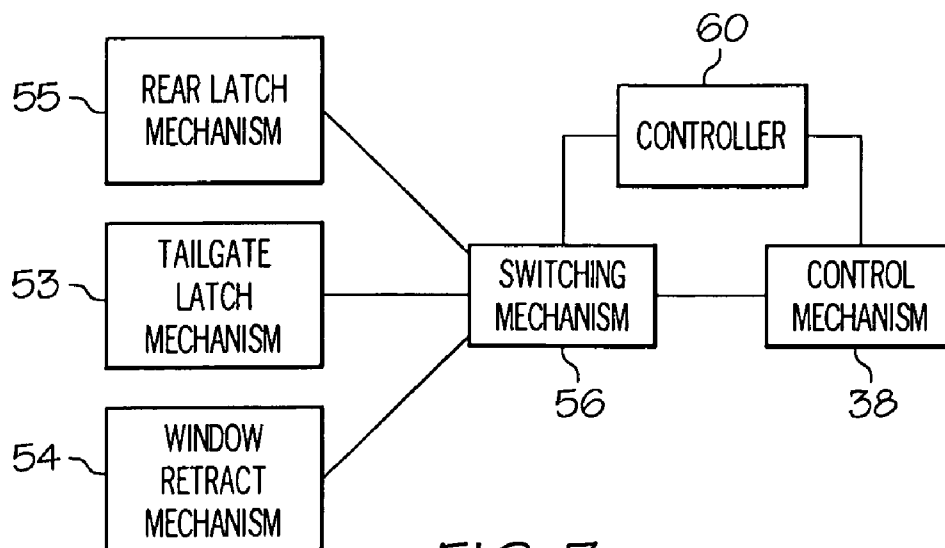 60
55
REAR LATCH
MECHANISM
CONTROLLER
53
TAILGATE
LATCH
MECHANISM
SWITCHING
MECHANISM
CONTROL
MECHANISM
56
38
54
WINDOW
RETRACT
MECHANISM